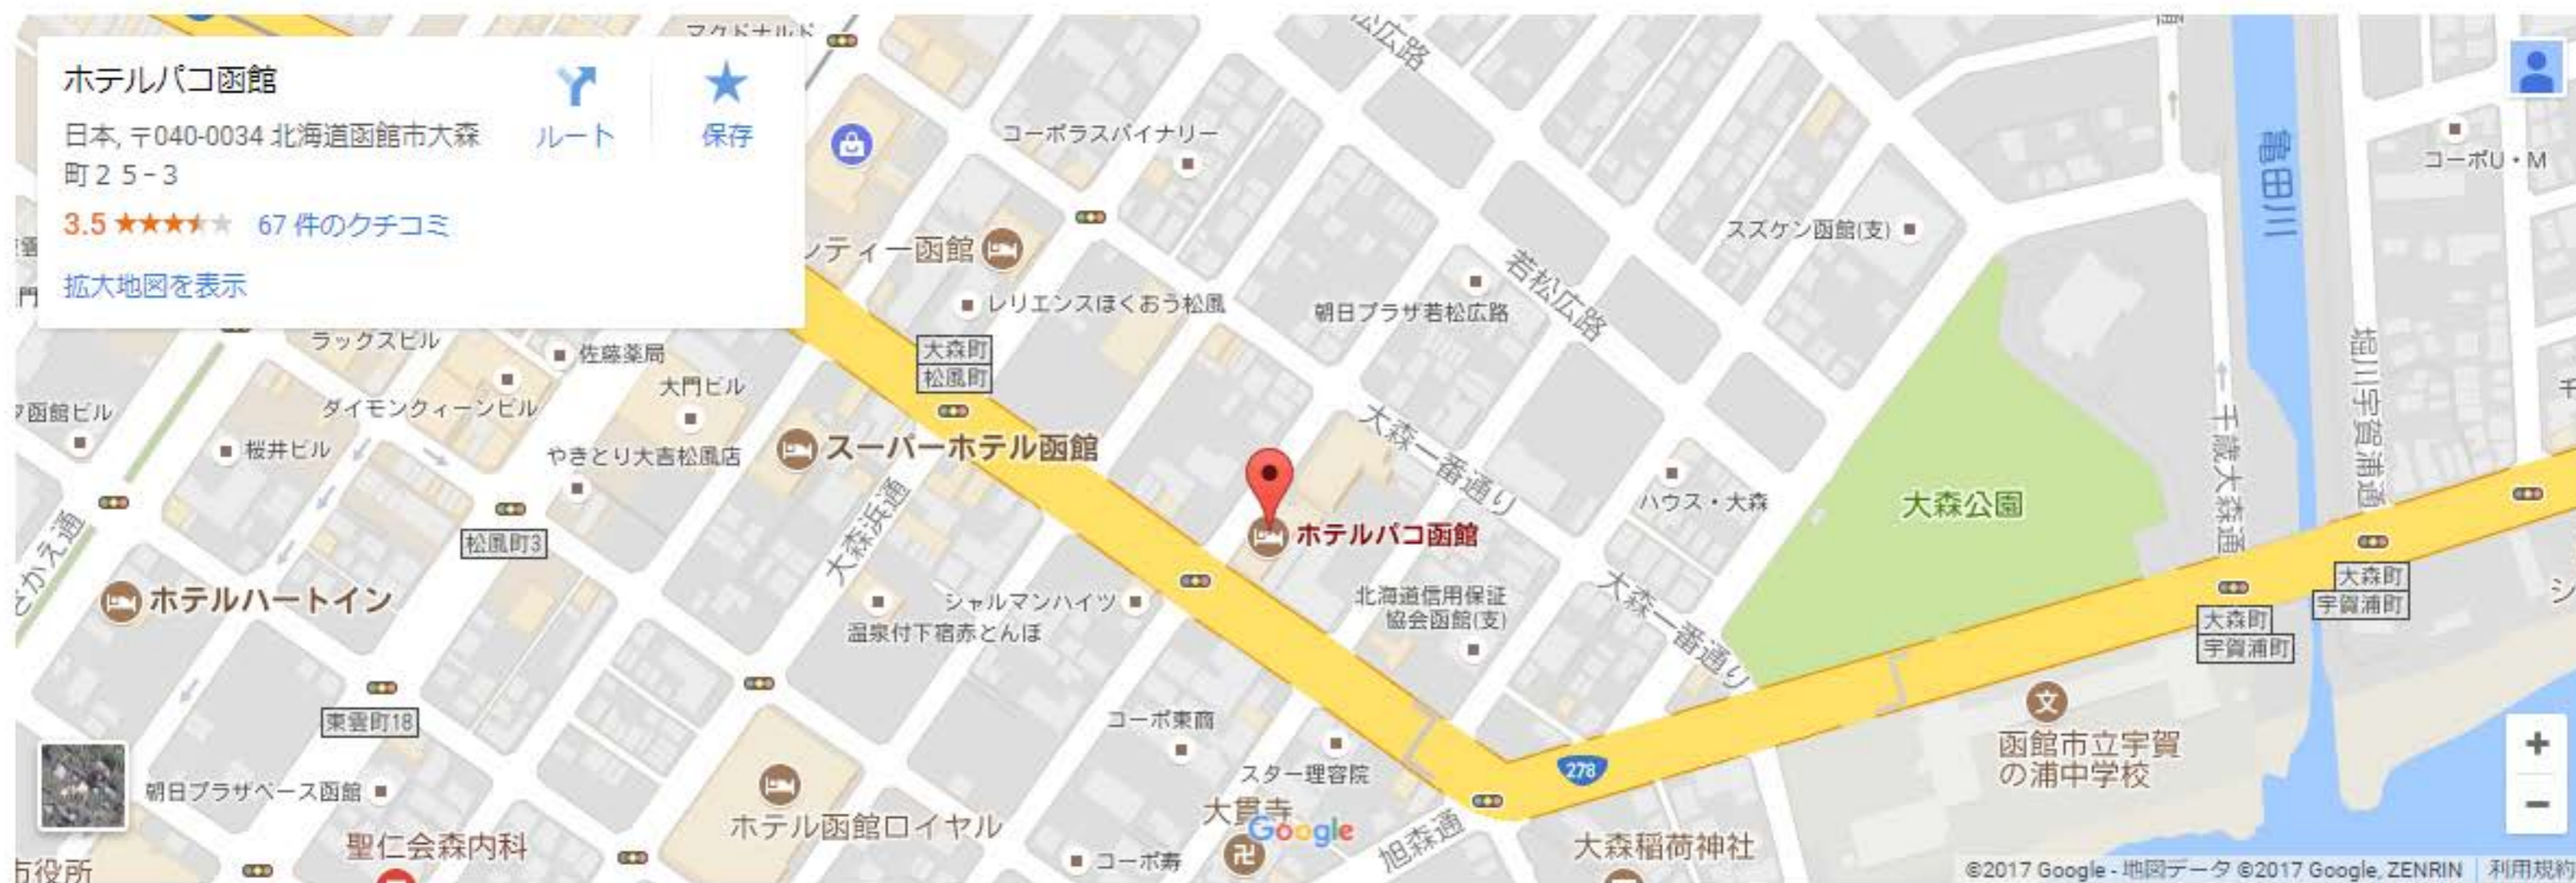 ホテルパコ函館
日本, 〒040-0034 北海道函館市大森
町２５−３
ルート
保存
3.5
67 件のクチコミ
拡大地図を表示
マクドナルド
松広路
コーポラスパイナリー
亀田川
コーポU・M
スズケン函館(支)
ンティー函館
レリエンスほくおう松風
朝日プラザ若松広路
若松広路
ラックスビル
佐藤薬局
大森町
松風町
大門ビル
ダイモンクィーンビル
函館ビル
桜井ビル
やきとり大吉松風店
スーパーホテル函館
大森一番通り
堀川宇賀浦通
千歳大森通
ハウス・大森
大森公園
大森浜通
ホテルパコ函館
松風町3
さかえ通
ホテルハートイン
シャルマンハイツ
温泉付下宿赤とんぼ
北海道信用保証
協会函館(支)
大森一番通り
大森町
宇賀浦町
大森町
宇賀浦町
東雲町18
コーポ東商
函館市立宇賀
の浦中学校
278
スター理容院
朝日プラザベース函館
ホテル函館ロイヤル
大貫寺
Google
旭森通
大森稲荷神社
聖仁会森内科
コーポ寿
市役所
©2017 Google - 地図データ ©2017 Google, ZENRIN
利用規約